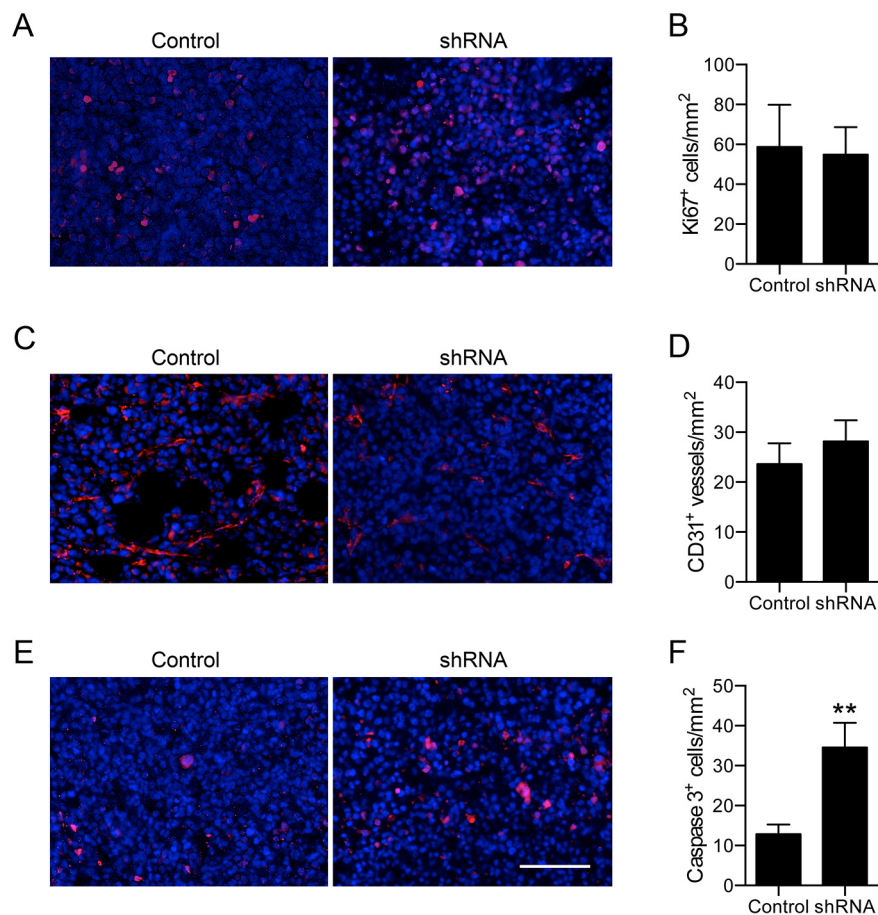 A
Control
shRNA
B
100
80
60
40
20
0
Ki67+ cells/mm2
Control shRNA
C
Control
shRNA
D
40
30
20
10
0
CD31+ vessels/mm2
Control shRNA
E
Control
shRNA
F
50
40
30
20
10
0
Caspase 3+ cells/mm2
**
Control shRNA